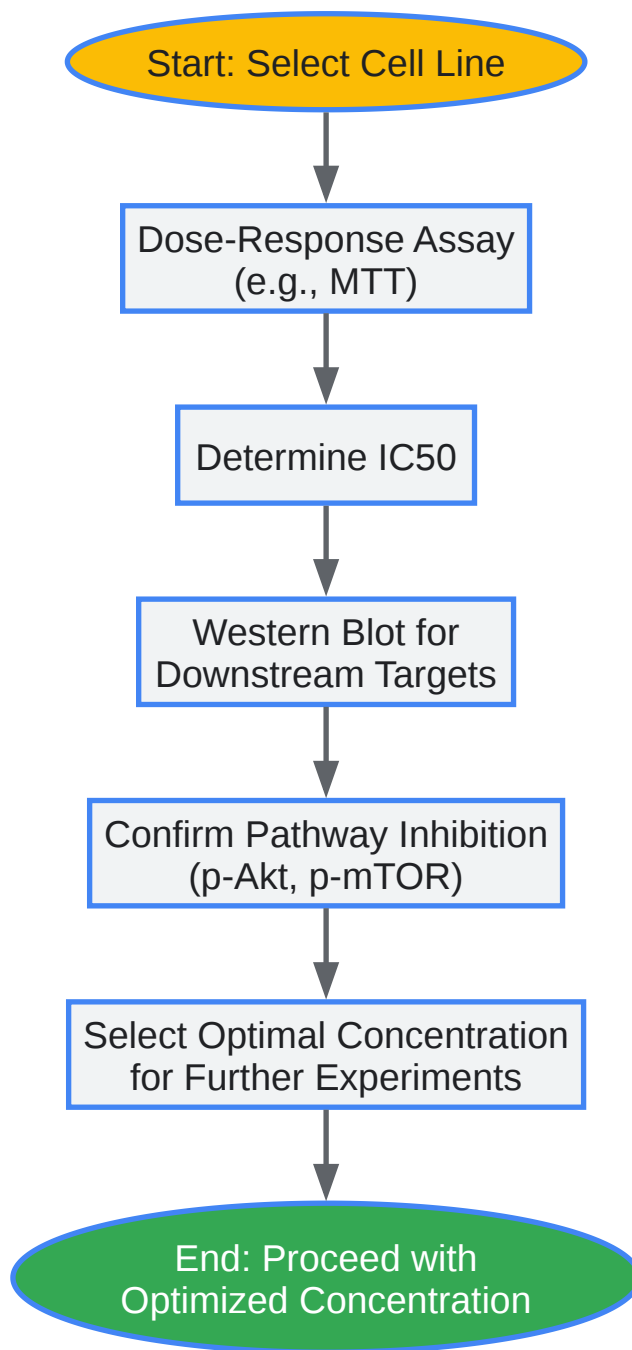 Start: Select Cell Line
Dose-Response Assay
(e.g., MTT)
Determine IC50
Western Blot for
Downstream Targets
Confirm Pathway Inhibition
(p-Akt, p-mTOR)
Select Optimal Concentration
for Further Experiments
End: Proceed with
Optimized Concentration